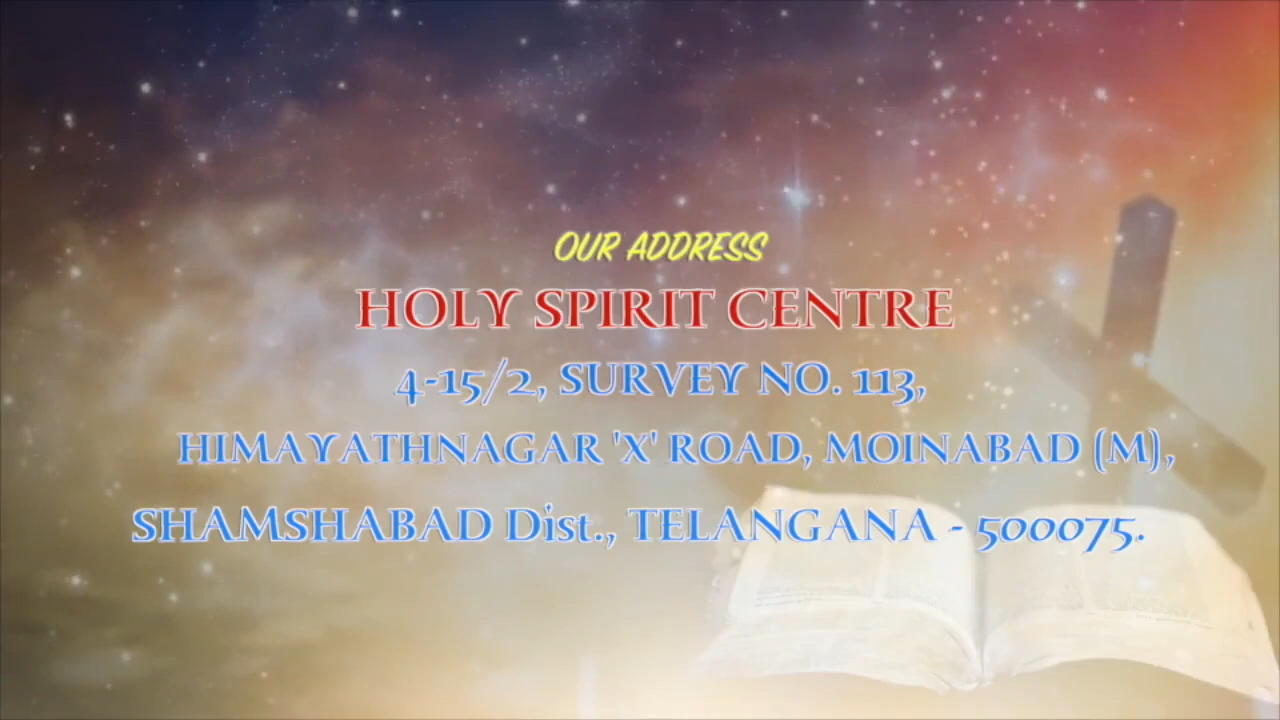 OUR ADDRESS
HOLY SPIRIT CENTRE
4-15/2, SURVEY NO. 113,
HIMAYATHNAGAR 'X' ROAD, MOINABAD (M),
SHAMSHABAD Dist., TELANGANA - 500075.